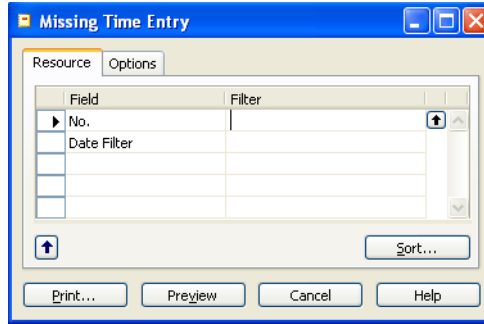 Missing Time Entry
Resource Options
Field Filter
No.
Date Filter
Sort...
Print... Preview Cancel Help